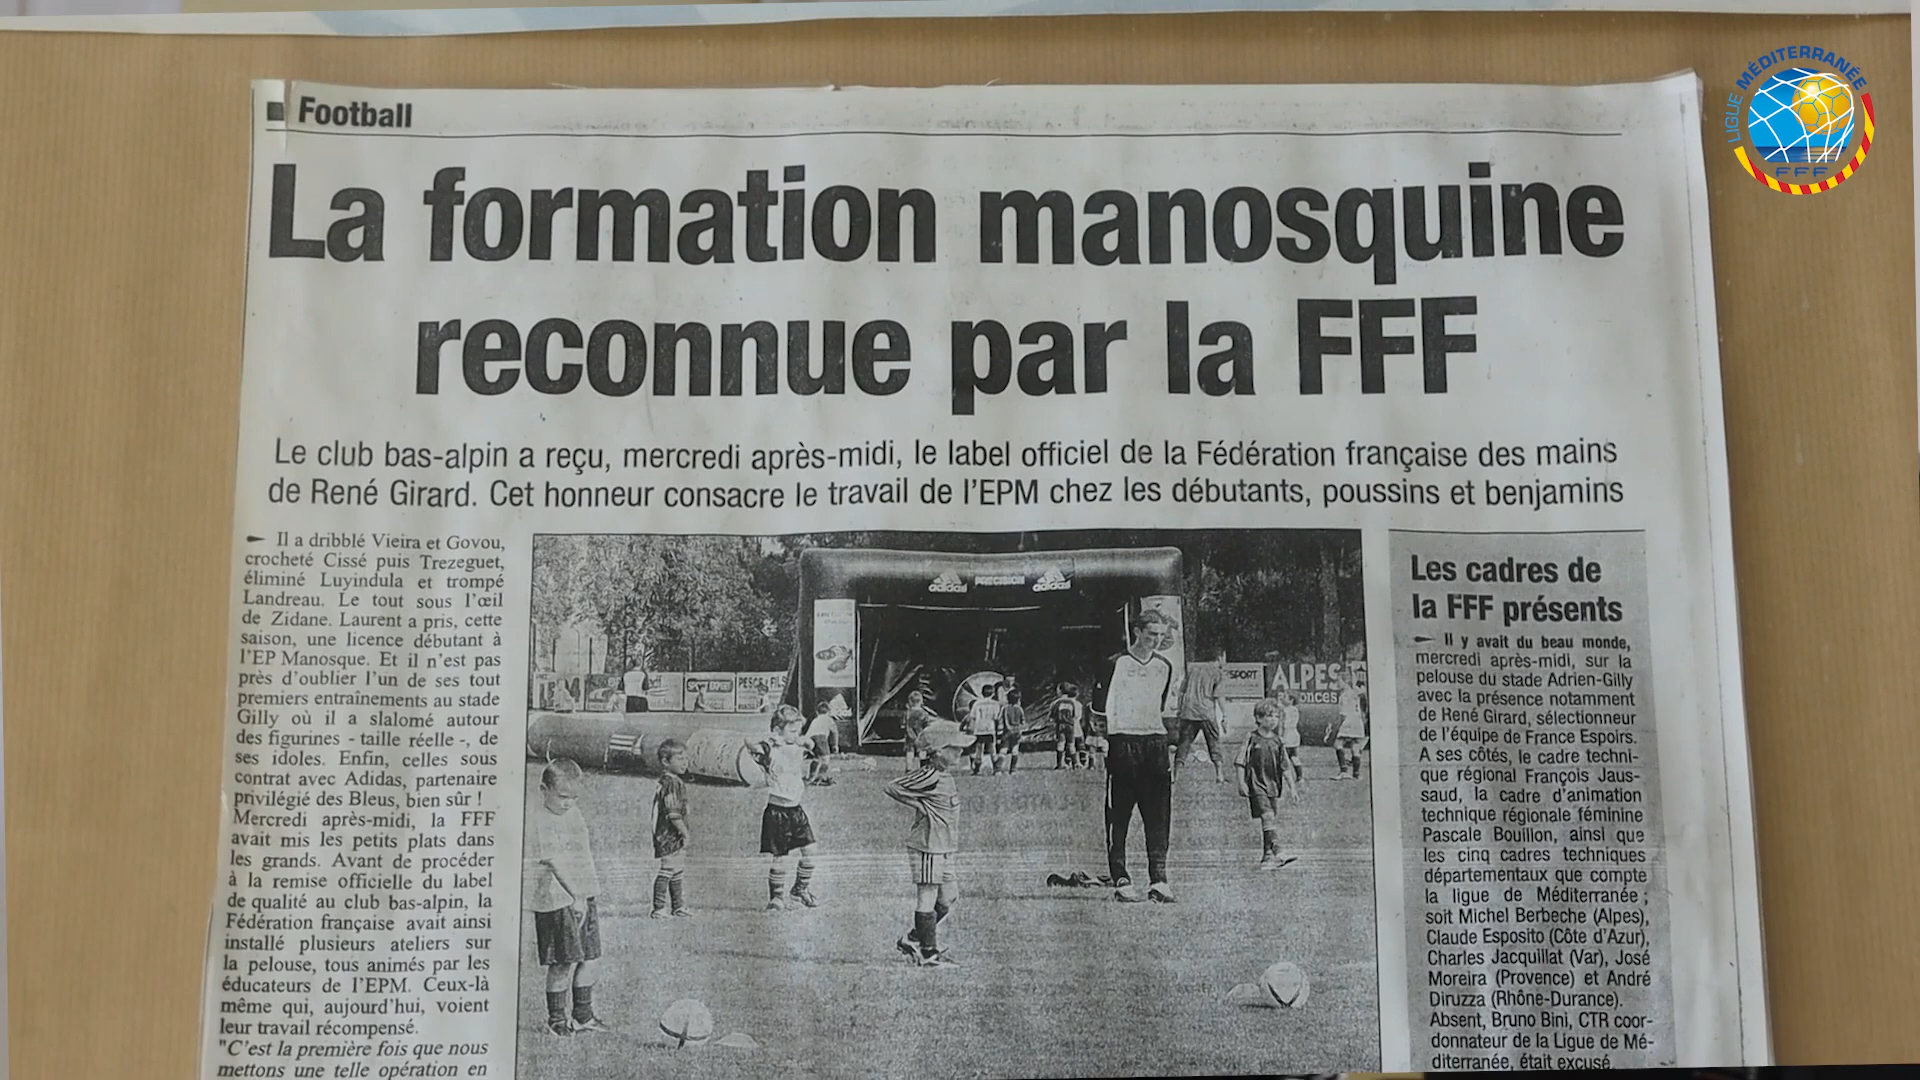 LIGUE MÉDITERRANÉE
FFF
Football
La formation manosquine
reconnue par la FFF
Le club bas-alpin a reçu, mercredi après-midi, le label officiel de la Fédération française des mains
de René Girard. Cet honneur consacre le travail de l'EPM chez les débutants, poussins et benjamins
Il a dribblé Vieira et Govou,
crocheté Cissé puis Trezeguet,
éliminé Luyindula et trompé
Landreau. Le tout sous l'œil
de Zidane. Laurent a pris, cette
saison, une licence débutant à
l'EP Manosque. Et il n'est pas
près d'oublier l'un de ses tout
premiers entraînements au stade
Gilly où il a slalomé autour
des figurines - taille réelle -, de
ses idoles. Enfin, celles sous
contrat avec Adidas, partenaire
privilégié des Bleus, bien sûr !
Mercredi après-midi, la FFF
avait mis les petits plats dans
les grands. Avant de procéder
à la remise officielle du label
de qualité au club bas-alpin, la
Fédération française avait ainsi
installé plusieurs ateliers sur
la pelouse, tous animés par les
éducateurs de l'EPM. Ceux-là
même qui, aujourd'hui, voient
leur travail récompensé.
"C'est la première fois que nous
mettons une telle opération en
adidas PRECISION adidas
PESCE & FILS
SPORT
ALPES
Les cadres de
la FFF présents
Il y avait du beau monde,
mercredi après-midi, sur la
pelouse du stade Adrien-Gilly
avec la présence notamment
de René Girard, sélectionneur
de l'équipe de France Espoirs.
A ses côtés, le cadre techni-
que régional François Jaus-
saud, la cadre d'animation
technique régionale féminine
Pascale Bouillon, ainsi que
les cinq cadres techniques
départementaux que compte
la ligue de Méditerranée ;
soit Michel Berbeche (Alpes),
Claude Esposito (Côte d'Azur),
Charles Jacquillat (Var), José
Moreira (Provence) et André
Diruzza (Rhône-Durance).
Absent, Bruno Bini, CTR coor-
donnateur de la Ligue de Mé-
diterranée, était excusé.